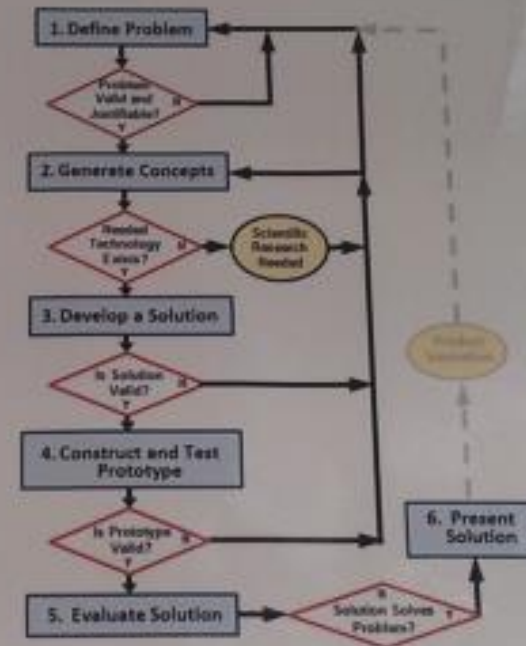 1. Define Problem
Problem
Valid and
Justifiable?
N
Y
2. Generate Concepts
Needed
Technology
Exists?
N
Y
Scientific
Research
Needed
3. Develop a Solution
Is Solution
Valid?
N
Y
4. Construct and Test
Prototype
Is Prototype
Valid?
N
Y
5. Evaluate Solution
Solution Solves
Problem?
Y
6. Present
Solution
Product